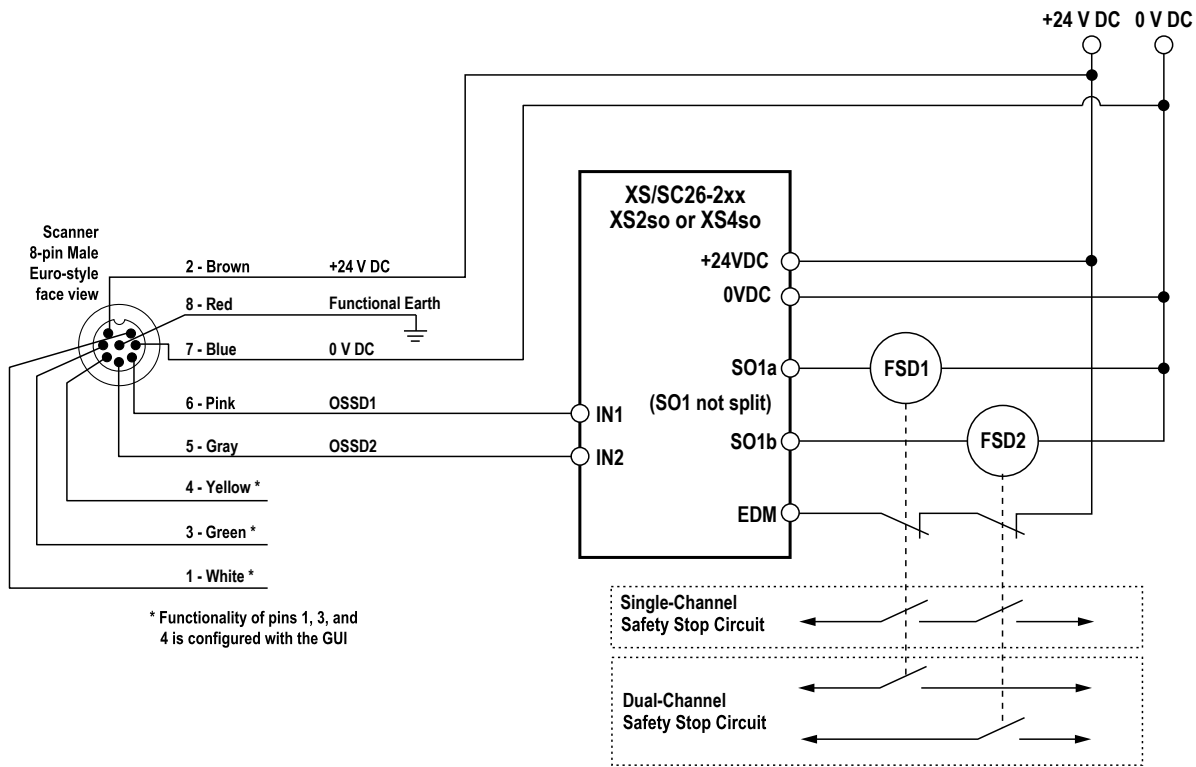 +24 V DC 0 V DC
XS/SC26-2xx
XS2so or XS4so
Scanner
8-pin Male
Euro-style
face view
2 - Brown +24 V DC
8 - Red Functional Earth
7 - Blue 0 V DC
6 - Pink OSSD1
5 - Gray OSSD2
4 - Yellow *
3 - Green *
1 - White *
* Functionality of pins 1, 3, and
4 is configured with the GUI
+24VDC
0VDC
SO1a
FSD1
(SO1 not split)
IN1
SO1b
FSD2
IN2
EDM
Single-Channel
Safety Stop Circuit
Dual-Channel
Safety Stop Circuit